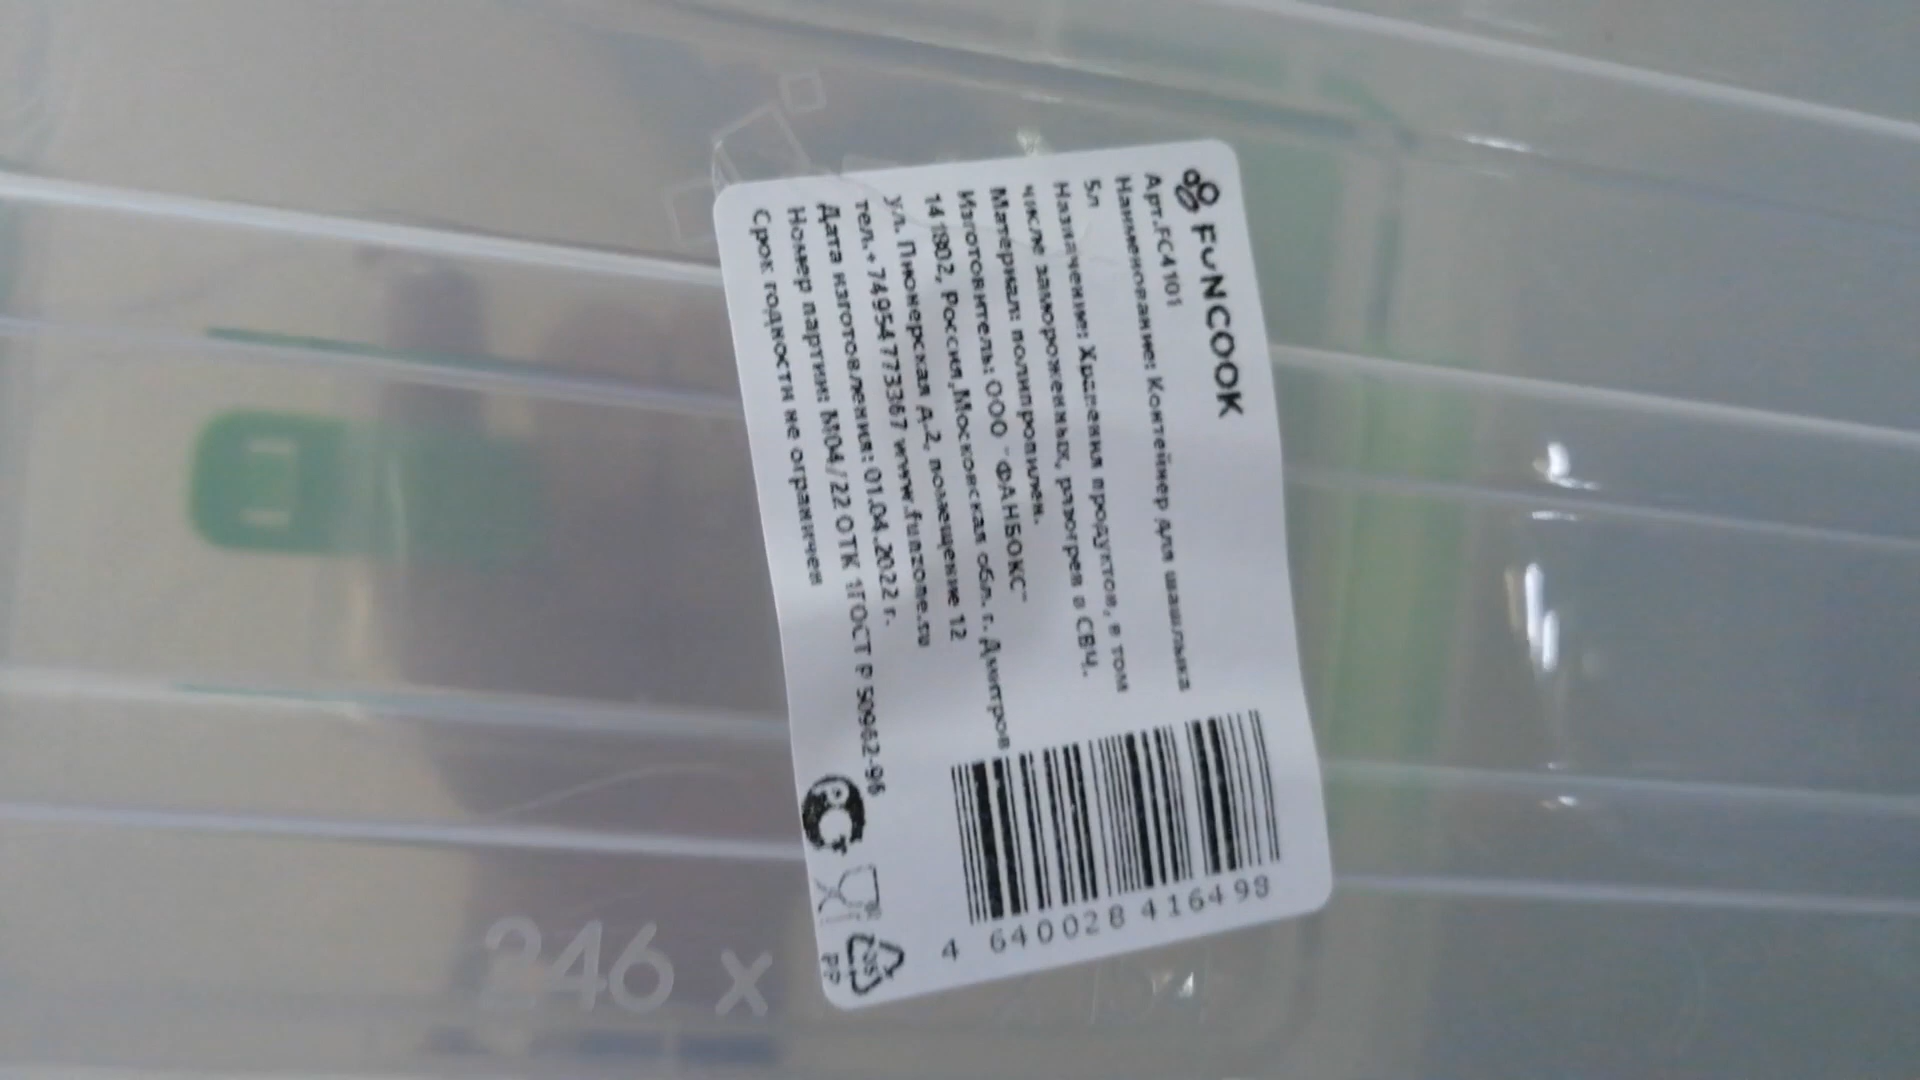 FUNCOOK
Арт.FC4101
Наименование: Контейнер для шашлыка
5л
Назначение: Хранения продуктов, в том
числе замороженных, разогрев в СВЧ.
Материал: полипропилен.
Изготовитель: ООО "ФАНБОКС"
141802, Россия,Московская обл. г. Дмитров
ул. Пионерская д.2, помещение 12
тел.+74954773367 www.funzone.ru
Дата изготовления: 01.04.2022 г.
Номер партии: М04/22 ОТК 1ГОСТ Р 50962-96
Срок годности не ограничен
4 640028 416498
PP
246 x